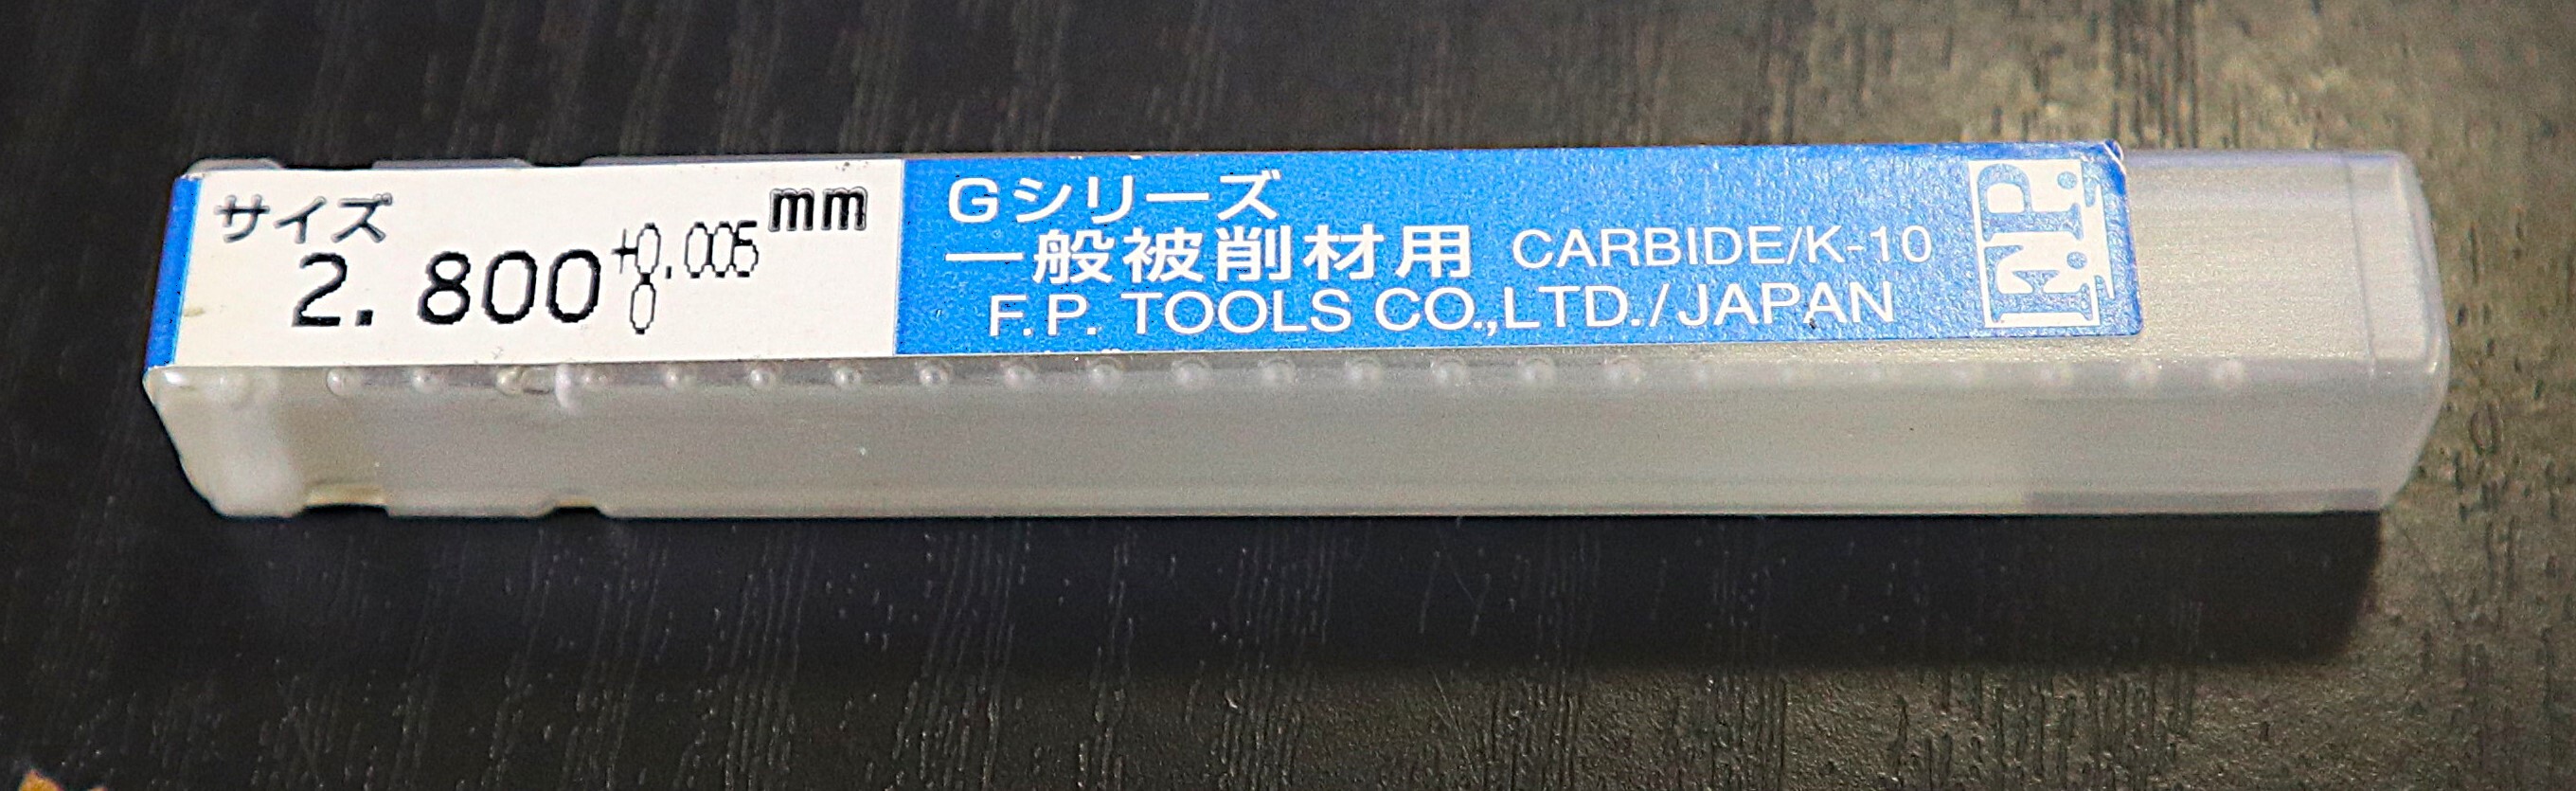 サイズ
2.800 +0.005 0 mm
Gシリーズ
一般被削材用 CARBIDE/K-10
F.P. TOOLS CO.,LTD./JAPAN
F.P.